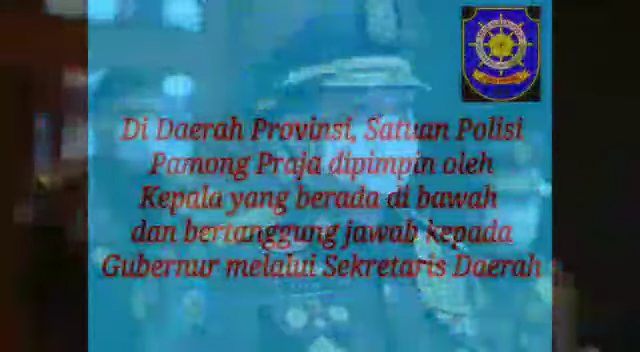 Di Daerah Provinsi, Satuan Polisi
Pamong Praja dipimpin oleh
Kepala yang berada di bawah
dan bertanggung jawab kepada
Gubernur melalui Sekretaris Daerah